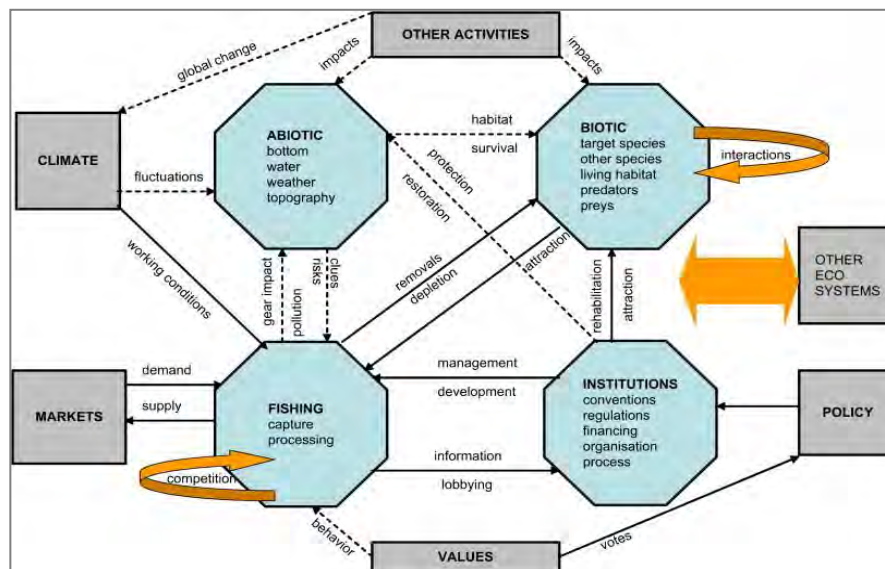 OTHER ACTIVITIES
global change
impacts
impacts
ABIOTIC
bottom
water
weather
topography
habitat
survival
BIOTIC
target species
other species
living habitat
predators
preys
interactions
CLIMATE
fluctuations
protection
restoration
working conditions
gear impact
pollution
clues
risks
removals
depletion
attraction
rehabilitation
attraction
OTHER
ECO
SYSTEMS
MARKETS
demand
supply
FISHING
capture
processing
management
development
INSTITUTIONS
conventions
regulations
financing
organisation
process
POLICY
competition
information
lobbying
behavior
VALUES
votes